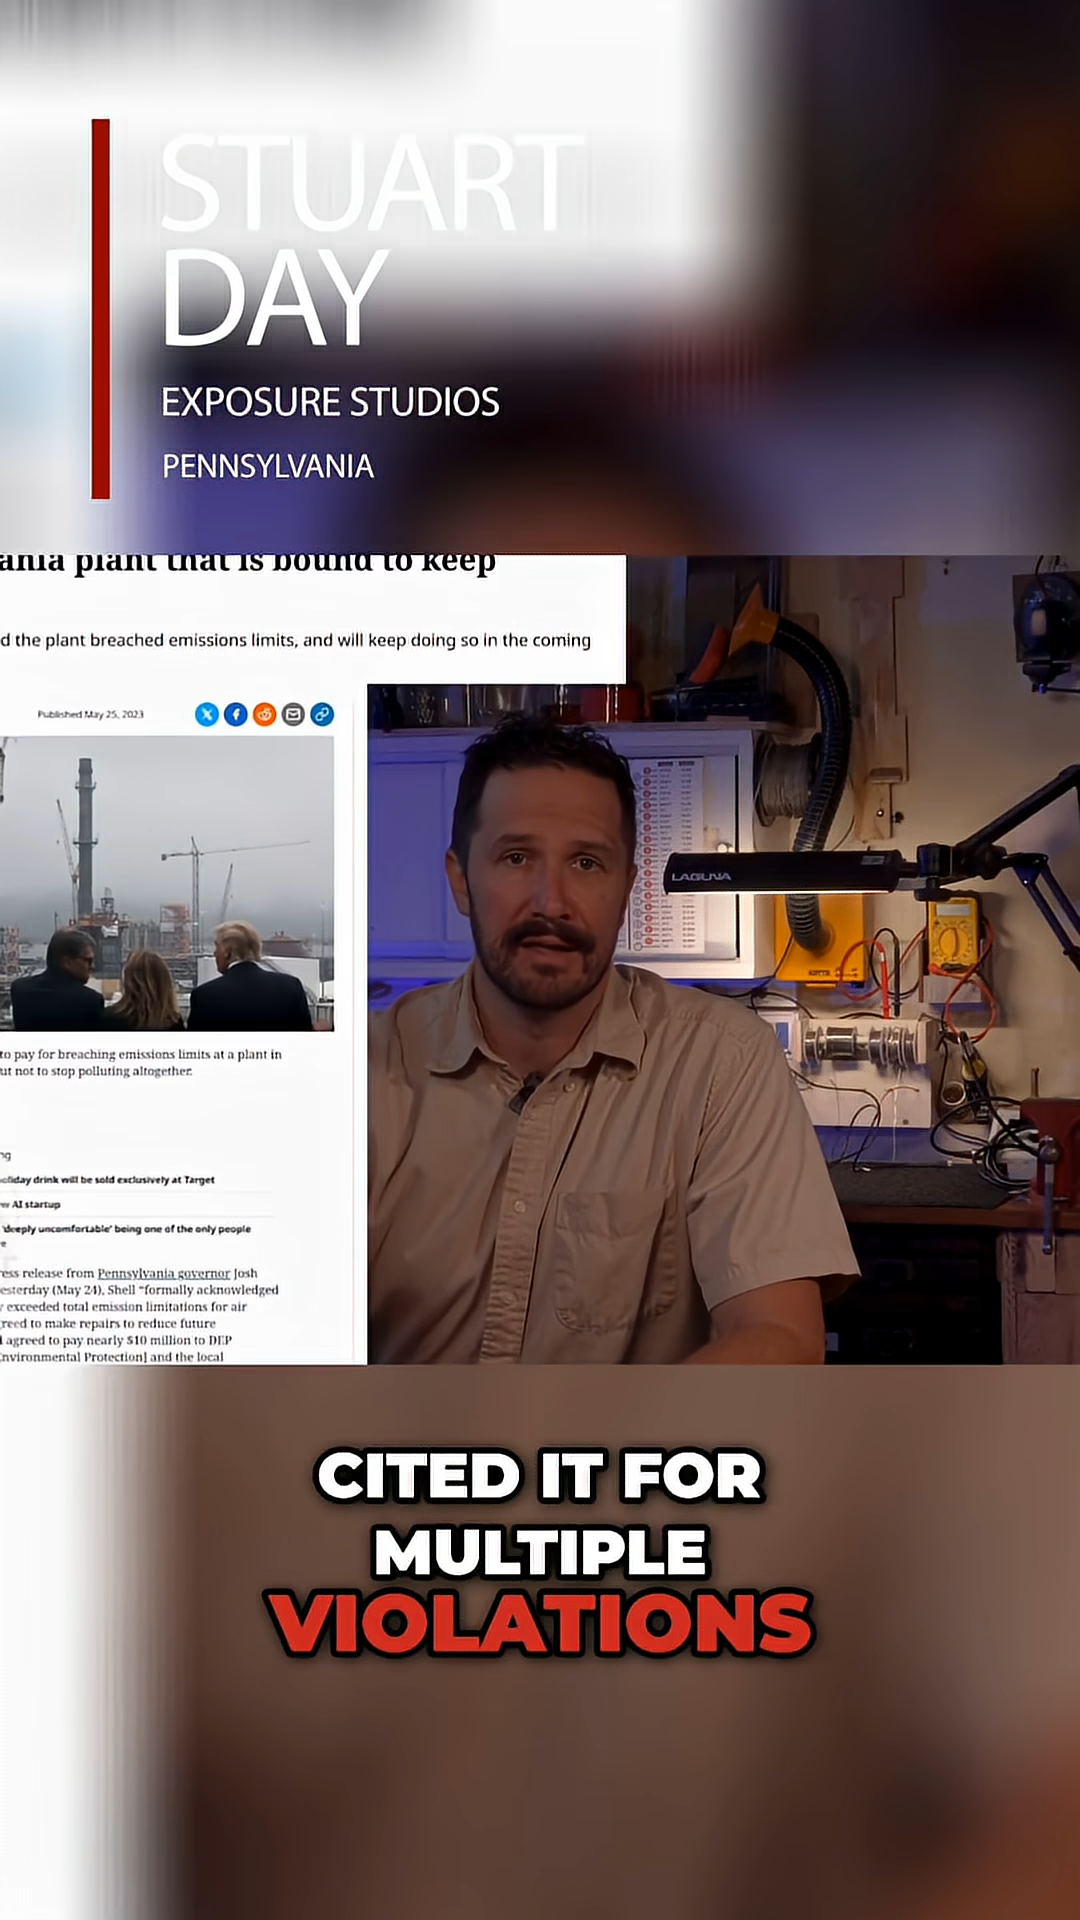 STUART
DAY
EXPOSURE STUDIOS
PENNSYLVANIA
ania plant that is bound to keep
d the plant breached emissions limits, and will keep doing so in the coming
Published May 25, 2023
to pay for breaching emissions limits at a plant in
ut not to stop polluting altogether.
ng
oliday drink will be sold exclusively at Target
w AI startup
'deeply uncomfortable' being one of the only people
e
ess release from Pennsylvania governor Josh
esterday (May 24), Shell "formally acknowledged
exceeded total emission limitations for air
reed to make repairs to reduce future
agreed to pay nearly $10 million to DEP
nvironmental Protection] and the local
LAGUNA
CITED IT FOR
MULTIPLE
VIOLATIONS